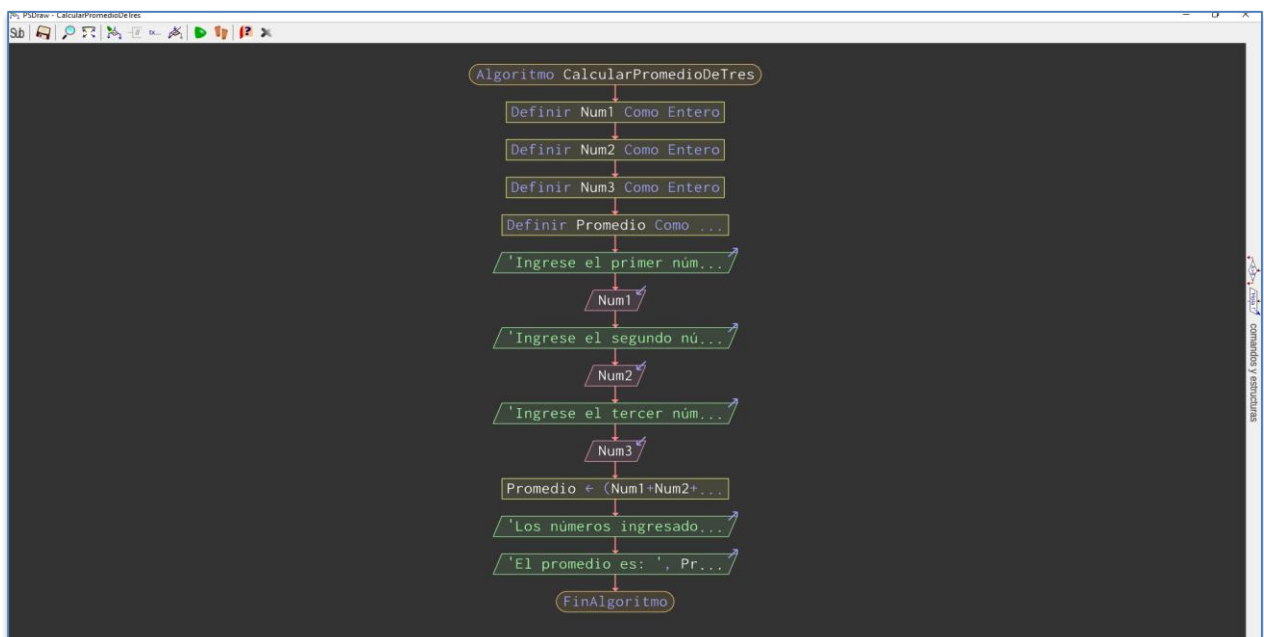 PSDraw - CalcularPromedioDeTres
Sub
Algoritmo CalcularPromedioDeTres
Definir Num1 Como Entero
Definir Num2 Como Entero
Definir Num3 Como Entero
Definir Promedio Como ...
'Ingrese el primer núm...
Num1
'Ingrese el segundo nú...
Num2
'Ingrese el tercer núm...
Num3
Promedio ← (Num1+Num2+...
'Los números ingresado...
'El promedio es: ', Pr...
FinAlgoritmo
comandos y estructuras